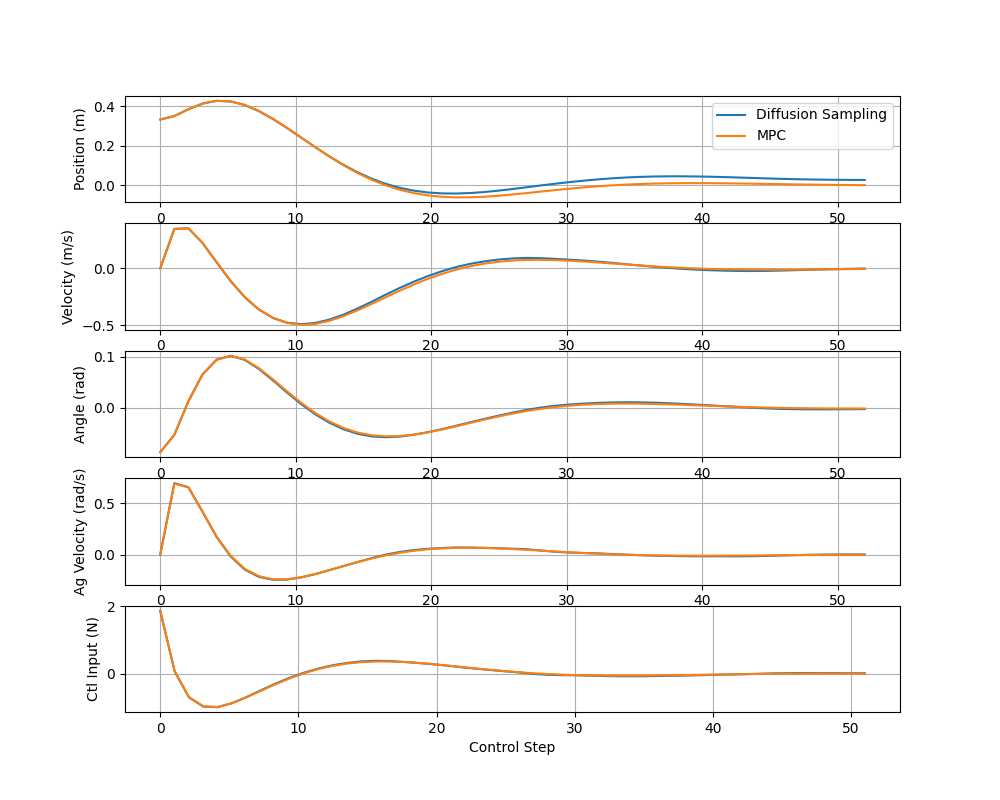 Position (m)
0.4
0.2
0.0
Diffusion Sampling
MPC
0 10 20 30 40 50
Velocity (m/s)
0.0
−0.5
0 10 20 30 40 50
Angle (rad)
0.1
0.0
0 10 20 30 40 50
Ag Velocity (rad/s)
0.5
0.0
0 10 20 30 40 50
Ctl Input (N)
2
0
0 10 20 30 40 50
Control Step